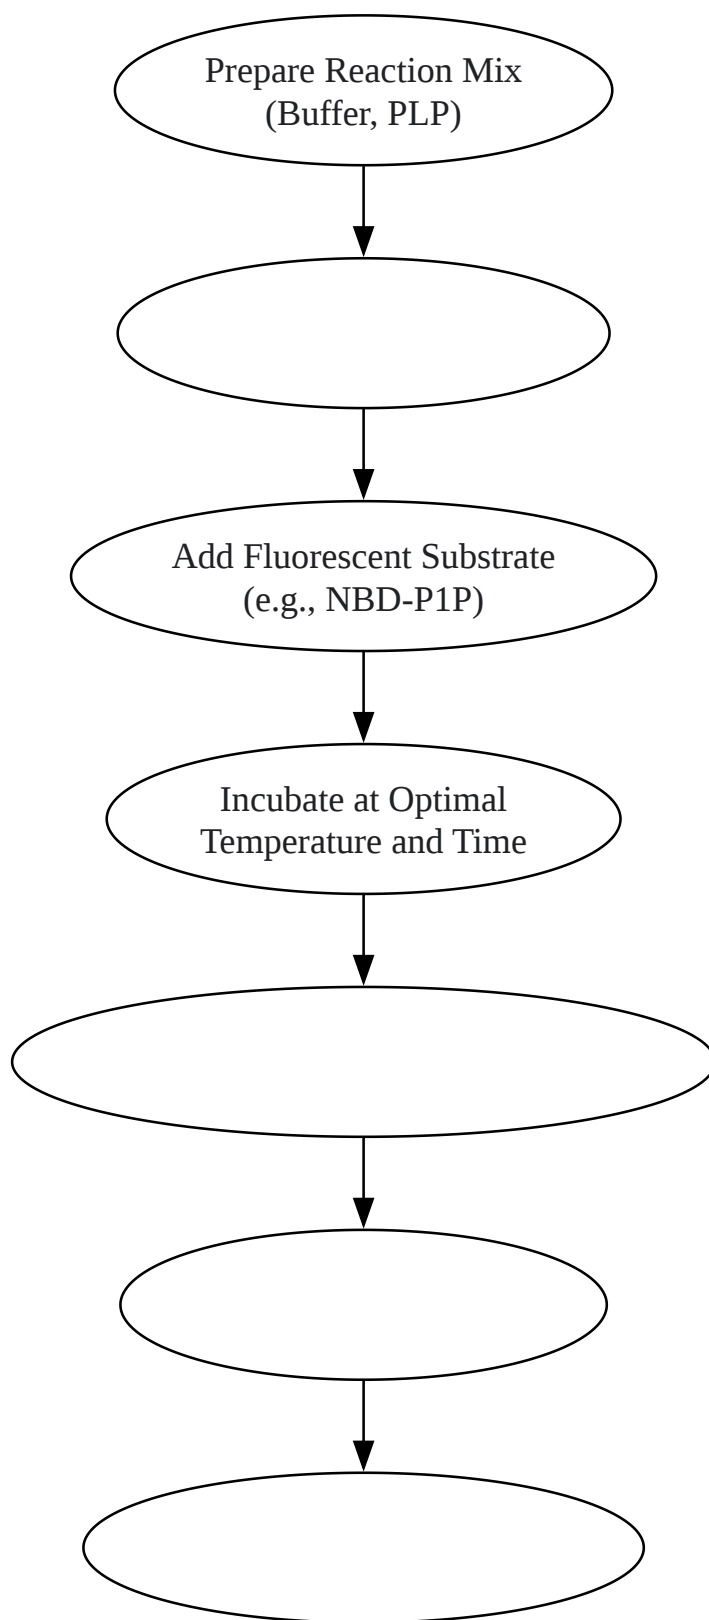 Prepare Reaction Mix
(Buffer, PLP)
Add Fluorescent Substrate
(e.g., NBD-P1P)
Incubate at Optimal
Temperature and Time